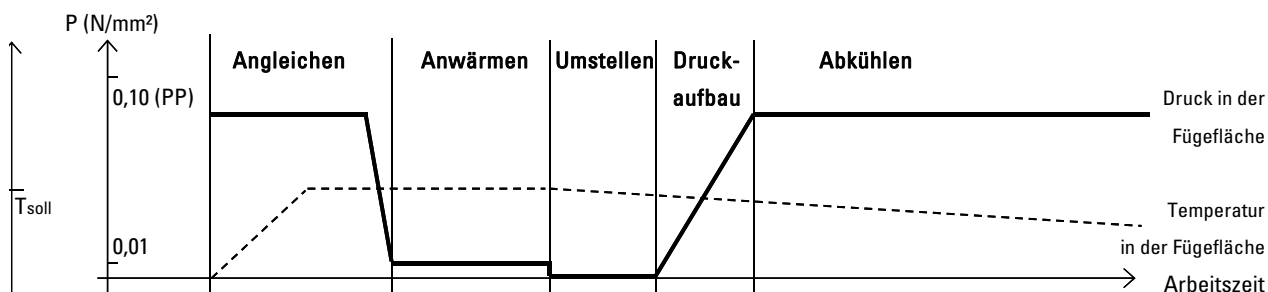 P (N/mm²)
Angleichen
Anwärmen
Umstellen
Druck-
aufbau
Abkühlen
0,10 (PP)
Druck in der
Fügefläche
Tsoll
Temperatur
in der Fügefläche
0,01
Arbeitszeit